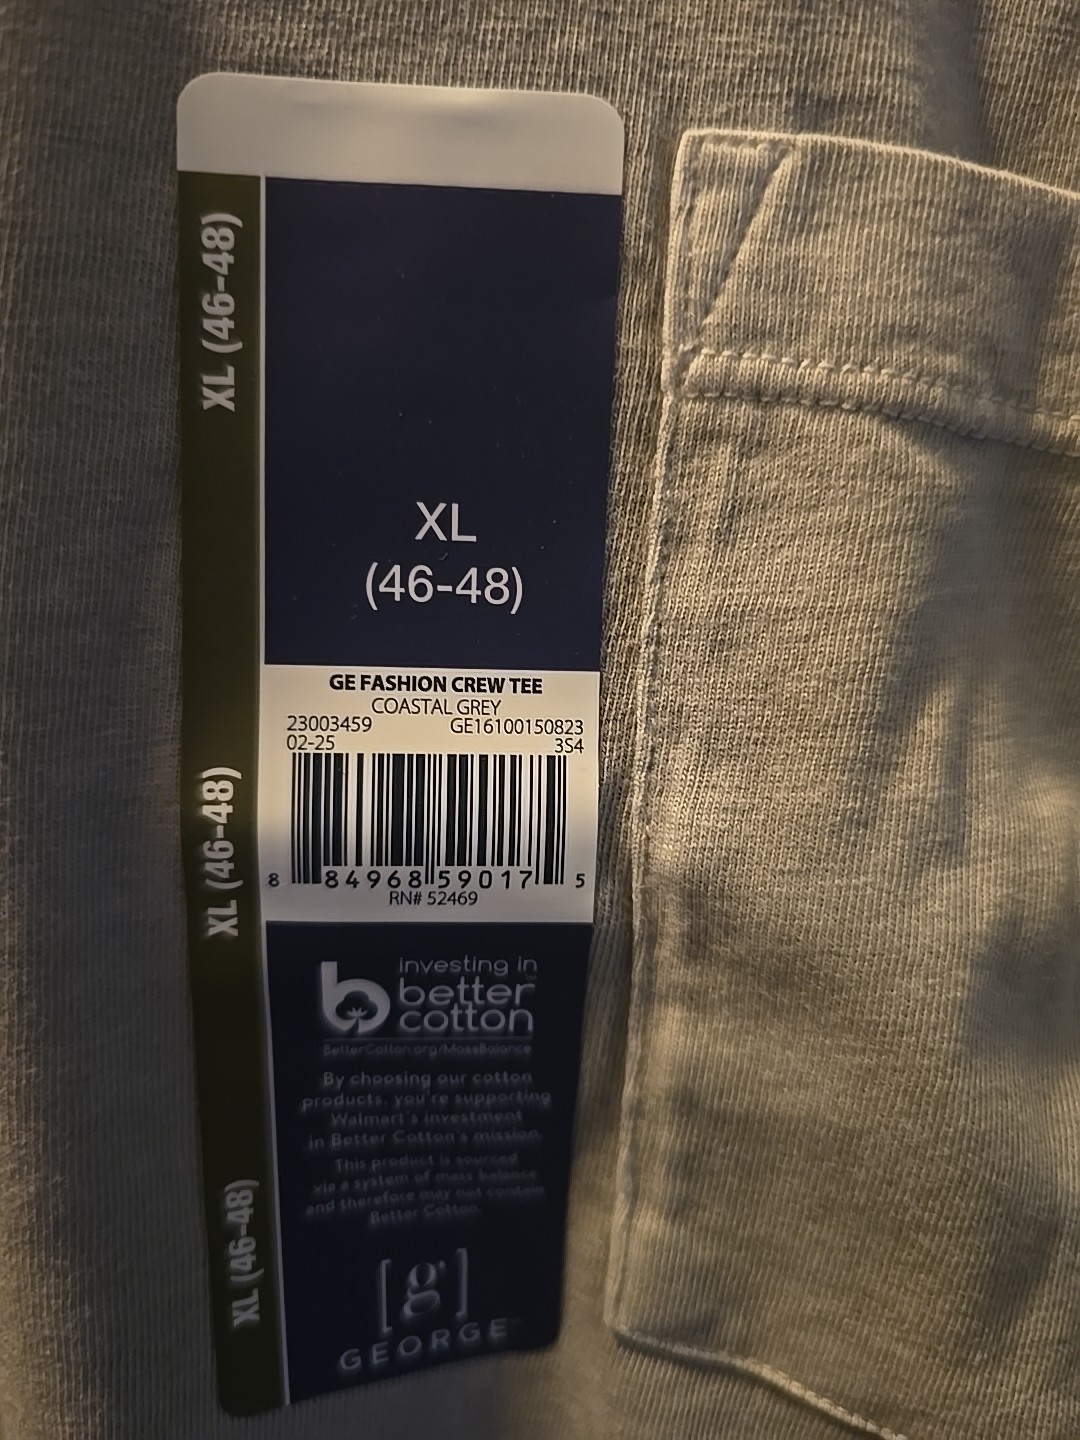 XL (46-48)
XL (46-48)
XL (46-48)
XL
(46-48)
GE FASHION CREW TEE
COASTAL GREY
23003459 GE16100150823
02-25 3S4
8 84968 59017 5
RN# 52469
investing in
better™
cotton
BetterCotton.org/MassBalance
By choosing our cotton
products, you're supporting
Walmart's investment
in Better Cotton's mission.
This product is sourced
via a system of mass balance
and therefore may not contain
Better Cotton.
[g]
GEORGE™